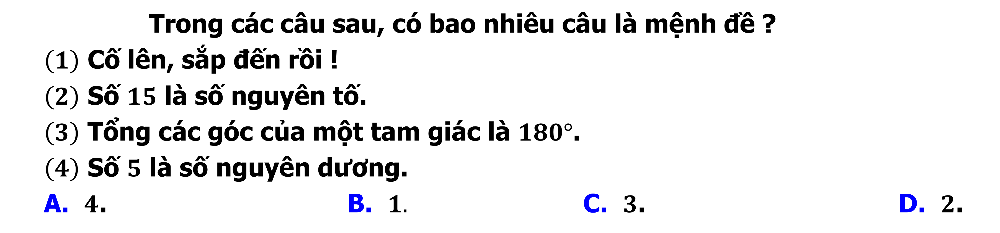 Trong các câu sau, có bao nhiêu câu là mệnh đề ?
(1) Cố lên, sắp đến rồi !
(2) Số 15 là số nguyên tố.
(3) Tổng các góc của một tam giác là 180°.
(4) Số 5 là số nguyên dương.
A. 4. B. 1. C. 3. D. 2.